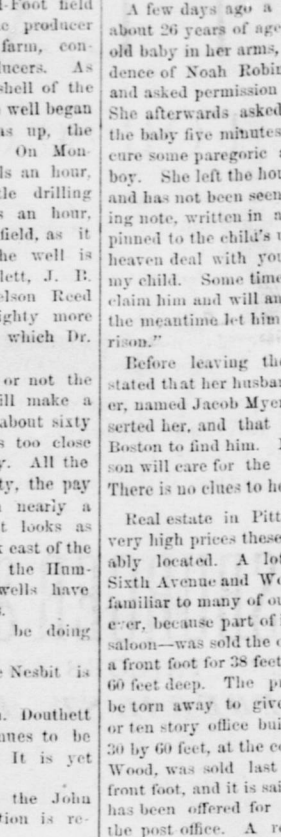 l-Foot held
c producer
farm, con-
ducers. As
shell of the
well began
as up, the
On Mon-
ls an hour,
tle drilling
s an hour,
field, as it
he well is
lett, J. B.
elson Reed
ighty more
which Dr.
or not the
ill make a
about sixty
s too close
y. All the
ty, the pay
nearly a
t looks as
east of the
the Hum-
wells have
s.
be doing
e Nesbit is
n. Douthett
nues to be
It is yet
the John
tion is re-
A few days ago a
about 26 years of age
old baby in her arms,
dence of Noah Robin
and asked permission
She afterwards asked
the baby five minutes
cure some paregoric
boy. She left the hou
and has not been seen
ing note, written in a
pinned to the child's
heaven deal with you
my child. Some time
claim him and will an
the meantime let him
rison."
Before leaving the
stated that her husba
er, named Jacob Myer
serted her, and that
Boston to find him.
son will care for the
There is no clues to he
Real estate in Pitt
very high prices these
ably located. A lot
Sixth Avenue and Wo
familiar to many of ou
ever, because part of
saloon—was sold the
a front foot for 38 feet
60 feet deep. The pr
be torn away to give
or ten story office bui
30 by 60 feet, at the co
Wood, was sold last
front foot, and it is sai
has been offered for
the post office. A re